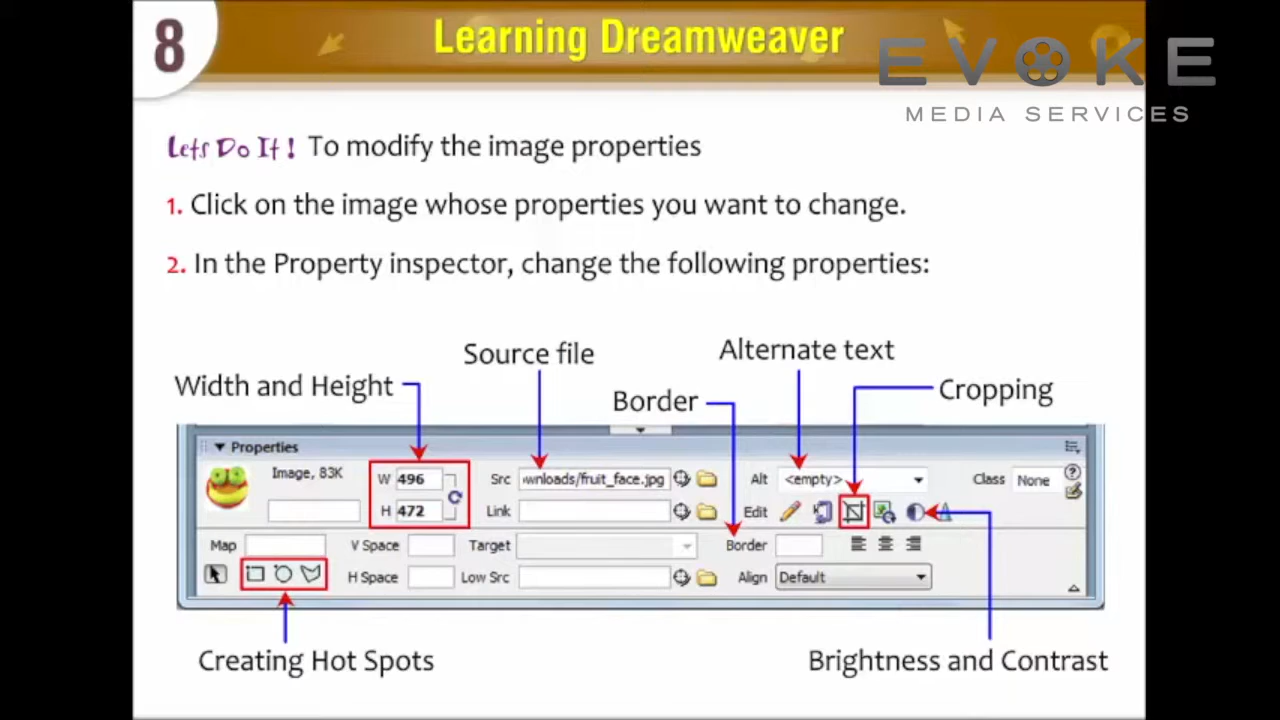 8
Learning Dreamweaver
EVOKE
MEDIA SERVICES
Lets Do It! To modify the image properties
1. Click on the image whose properties you want to change.
2. In the Property inspector, change the following properties:
Source file
Alternate text
Width and Height
Border
Cropping
Properties
Image, 83K
W 496
Src wnloads/fruit_face.jpg
Alt <empty>
Class None
H 472
Link
Edit
Map
V Space
Target
Border
H Space
Low Src
Align Default
Creating Hot Spots
Brightness and Contrast